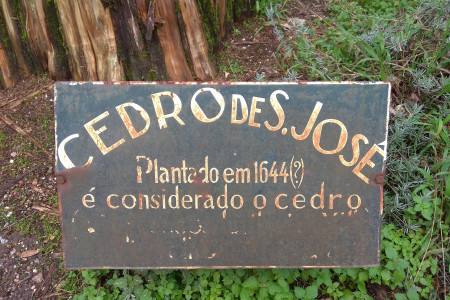 CEDRO DE S. JOSÉ
Plantado em 1644(?)
é considerado o cedro